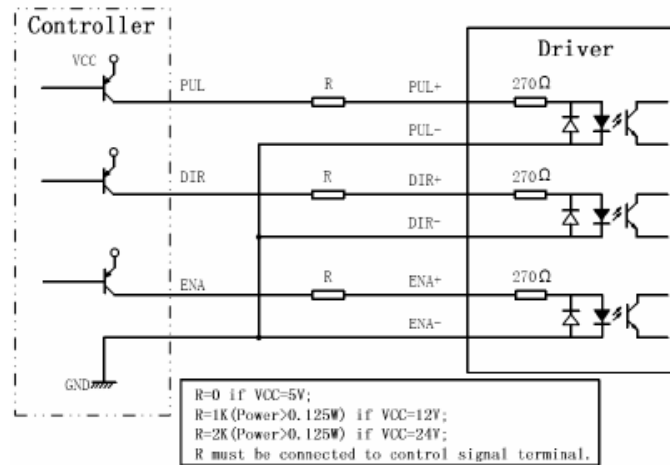 Controller
Driver
VCC
PUL
R
PUL+
270Ω
PUL-
DIR
R
DIR+
270Ω
DIR-
ENA
R
ENA+
270Ω
ENA-
GND
R=0 if VCC=5V;
R=1K(Power>0.125W) if VCC=12V;
R=2K(Power>0.125W) if VCC=24V;
R must be connected to control signal terminal.